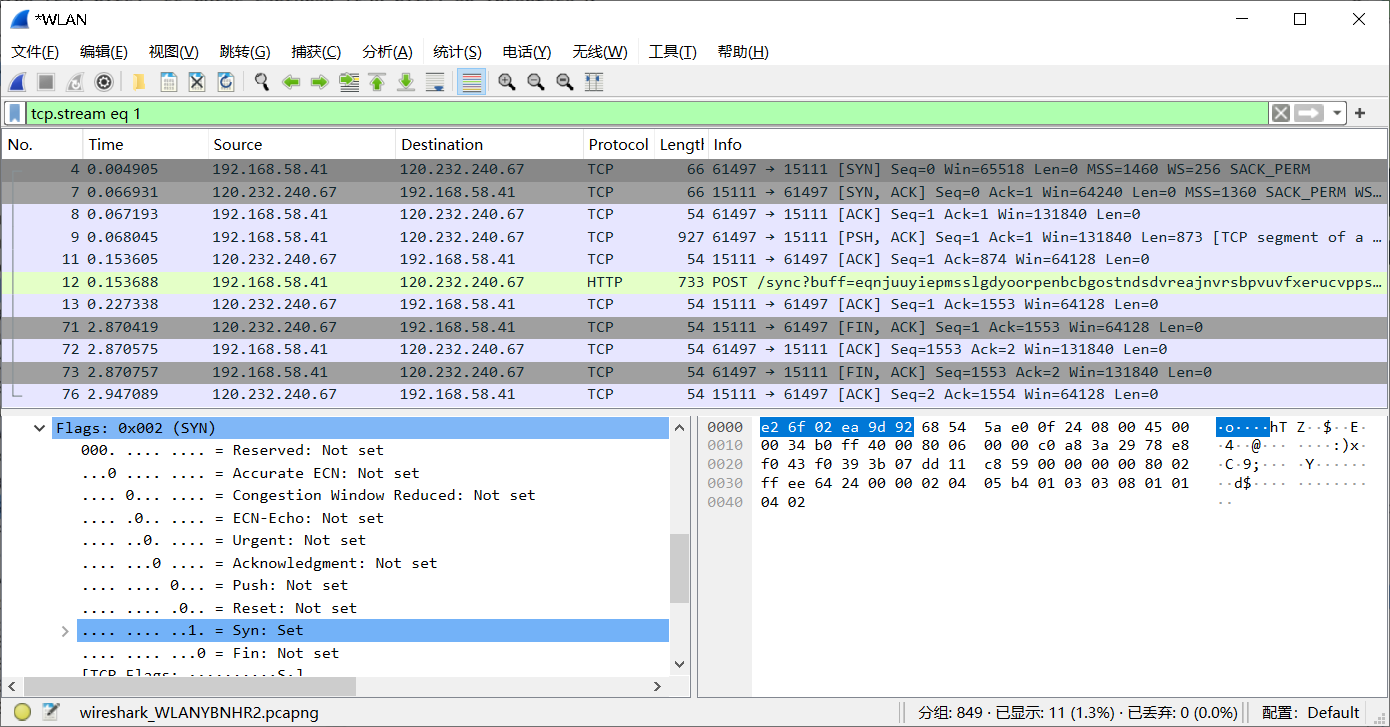 *WLAN
文件(F) 编辑(E) 视图(V) 跳转(G) 捕获(C) 分析(A) 统计(S) 电话(Y) 无线(W) 工具(T) 帮助(H)
tcp.stream eq 1
No. Time Source Destination Protocol Length Info
4 0.004905 192.168.58.41 120.232.240.67 TCP 66 61497 → 15111 [SYN] Seq=0 Win=65518 Len=0 MSS=1460 WS=256 SACK_PERM
7 0.066931 120.232.240.67 192.168.58.41 TCP 66 15111 → 61497 [SYN, ACK] Seq=0 Ack=1 Win=64240 Len=0 MSS=1360 SACK_PERM WS…
8 0.067193 192.168.58.41 120.232.240.67 TCP 54 61497 → 15111 [ACK] Seq=1 Ack=1 Win=131840 Len=0
9 0.068045 192.168.58.41 120.232.240.67 TCP 927 61497 → 15111 [PSH, ACK] Seq=1 Ack=1 Win=131840 Len=873 [TCP segment of a …
11 0.153605 120.232.240.67 192.168.58.41 TCP 54 15111 → 61497 [ACK] Seq=1 Ack=874 Win=64128 Len=0
12 0.153688 192.168.58.41 120.232.240.67 HTTP 733 POST /sync?buff=eqnjuuyiepmsslgdyoorpenbcbgostndsdvreajnvrsbpvuvfxerucvpps…
13 0.227338 120.232.240.67 192.168.58.41 TCP 54 15111 → 61497 [ACK] Seq=1 Ack=1553 Win=64128 Len=0
71 2.870419 120.232.240.67 192.168.58.41 TCP 54 15111 → 61497 [FIN, ACK] Seq=1 Ack=1553 Win=64128 Len=0
72 2.870575 192.168.58.41 120.232.240.67 TCP 54 61497 → 15111 [ACK] Seq=1553 Ack=2 Win=131840 Len=0
73 2.870757 192.168.58.41 120.232.240.67 TCP 54 61497 → 15111 [FIN, ACK] Seq=1553 Ack=2 Win=131840 Len=0
76 2.947089 120.232.240.67 192.168.58.41 TCP 54 15111 → 61497 [ACK] Seq=2 Ack=1554 Win=64128 Len=0
Flags: 0x002 (SYN)
000. .... .... = Reserved: Not set
...0 .... .... = Accurate ECN: Not set
.... 0... .... = Congestion Window Reduced: Not set
.... .0.. .... = ECN-Echo: Not set
.... ..0. .... = Urgent: Not set
.... ...0 .... = Acknowledgment: Not set
.... .... 0... = Push: Not set
.... .... .0.. = Reset: Not set
.... .... ..1. = Syn: Set
.... .... ...0 = Fin: Not set
[TCP Flags: ··········S·]
0000 e2 6f 02 ea 9d 92 68 54 5a e0 0f 24 08 00 45 00 ·o····hT Z··$··E·
0010 00 34 b0 ff 40 00 80 06 00 00 c0 a8 3a 29 78 e8 ·4··@··· ····:)x·
0020 f0 43 f0 39 3b 07 dd 11 c8 59 00 00 00 00 80 02 ·C·9;··· ·Y······
0030 ff ee 64 24 00 00 02 04 05 b4 01 03 03 08 01 01 ··d$···· ········
0040 04 02 ··
wireshark_WLANYBNHR2.pcapng 分组: 849 · 已显示: 11 (1.3%) · 已丢弃: 0 (0.0%) 配置: Default